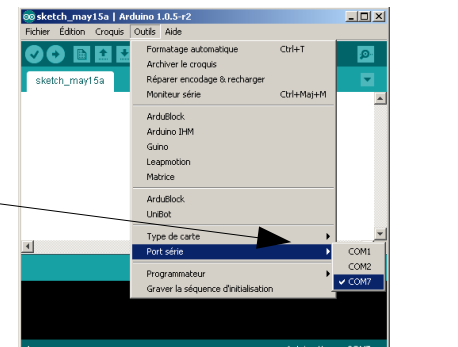 sketch_may15a | Arduino 1.0.5-r2
Fichier Édition Croquis Outils Aide
sketch_may15a
Formatage automatique Ctrl+T
Archiver le croquis
Réparer encodage & recharger
Moniteur série Ctrl+Maj+M
ArduBlock
Arduino IHM
Guino
Leapmotion
Matrice
ArduBlock
UniBot
Type de carte
Port série
COM1
COM2
COM7
Programmateur
Graver la séquence d'initialisation